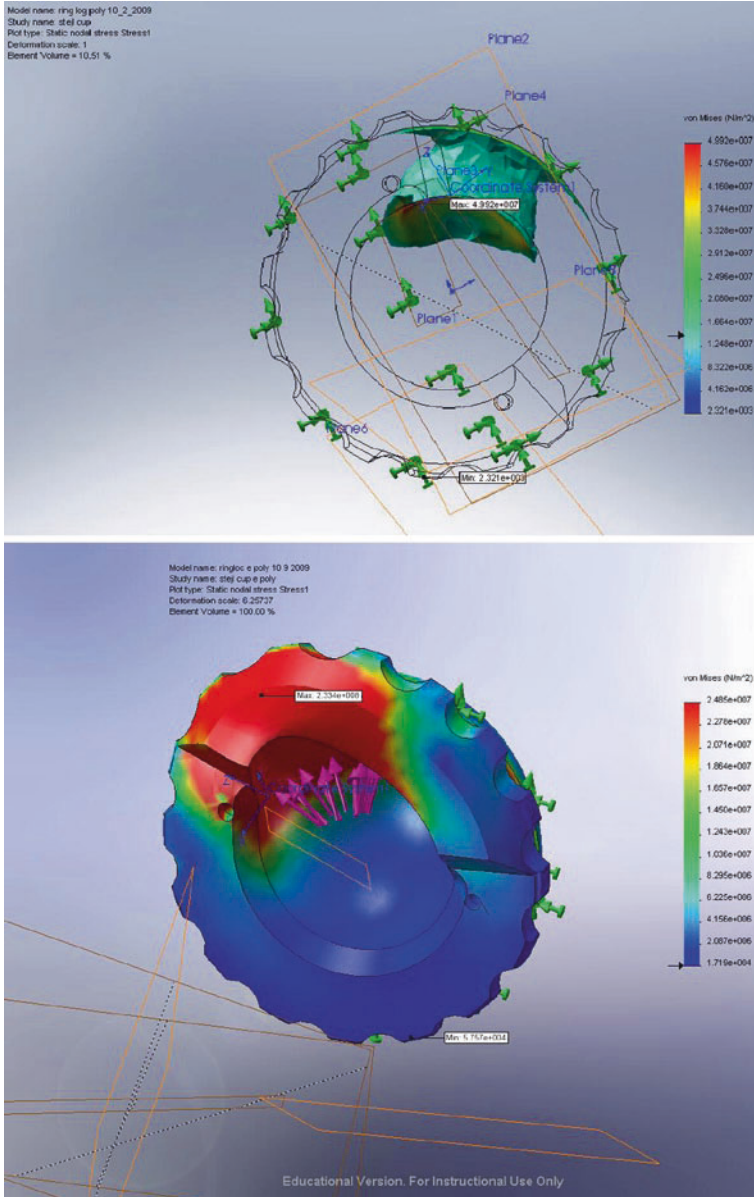 Model name: ring log poly 10_2_2009
Study name: steji cup
Plot type: Static nodal stress Stress1
Deformation scale: 1
Element Volume = 10.51 %
Plane2
Plane4
von Mises (N/m^2)
4.992e+007
4.576e+007
4.160e+007
3.744e+007
3.328e+007
2.912e+007
2.496e+007
2.080e+007
1.664e+007
1.248e+007
8.322e+006
4.162e+006
2.321e+003
Coordinate System1
Max: 4.992e+007
Plane1
Plane6
Min: 2.321e+003
Model name: ringloc e poly 10 9 2009
Study name: steji cup e poly
Plot type: Static nodal stress Stress1
Deformation scale: 6.25737
Element Volume = 100.00 %
von Mises (N/m^2)
2.485e+007
2.278e+007
2.071e+007
1.864e+007
1.657e+007
1.450e+007
1.243e+007
1.036e+007
8.295e+006
6.225e+006
4.156e+006
2.087e+006
1.719e+004
Max: 2.334e+008
Min: 5.757e+004
Educational Version. For Instructional Use Only